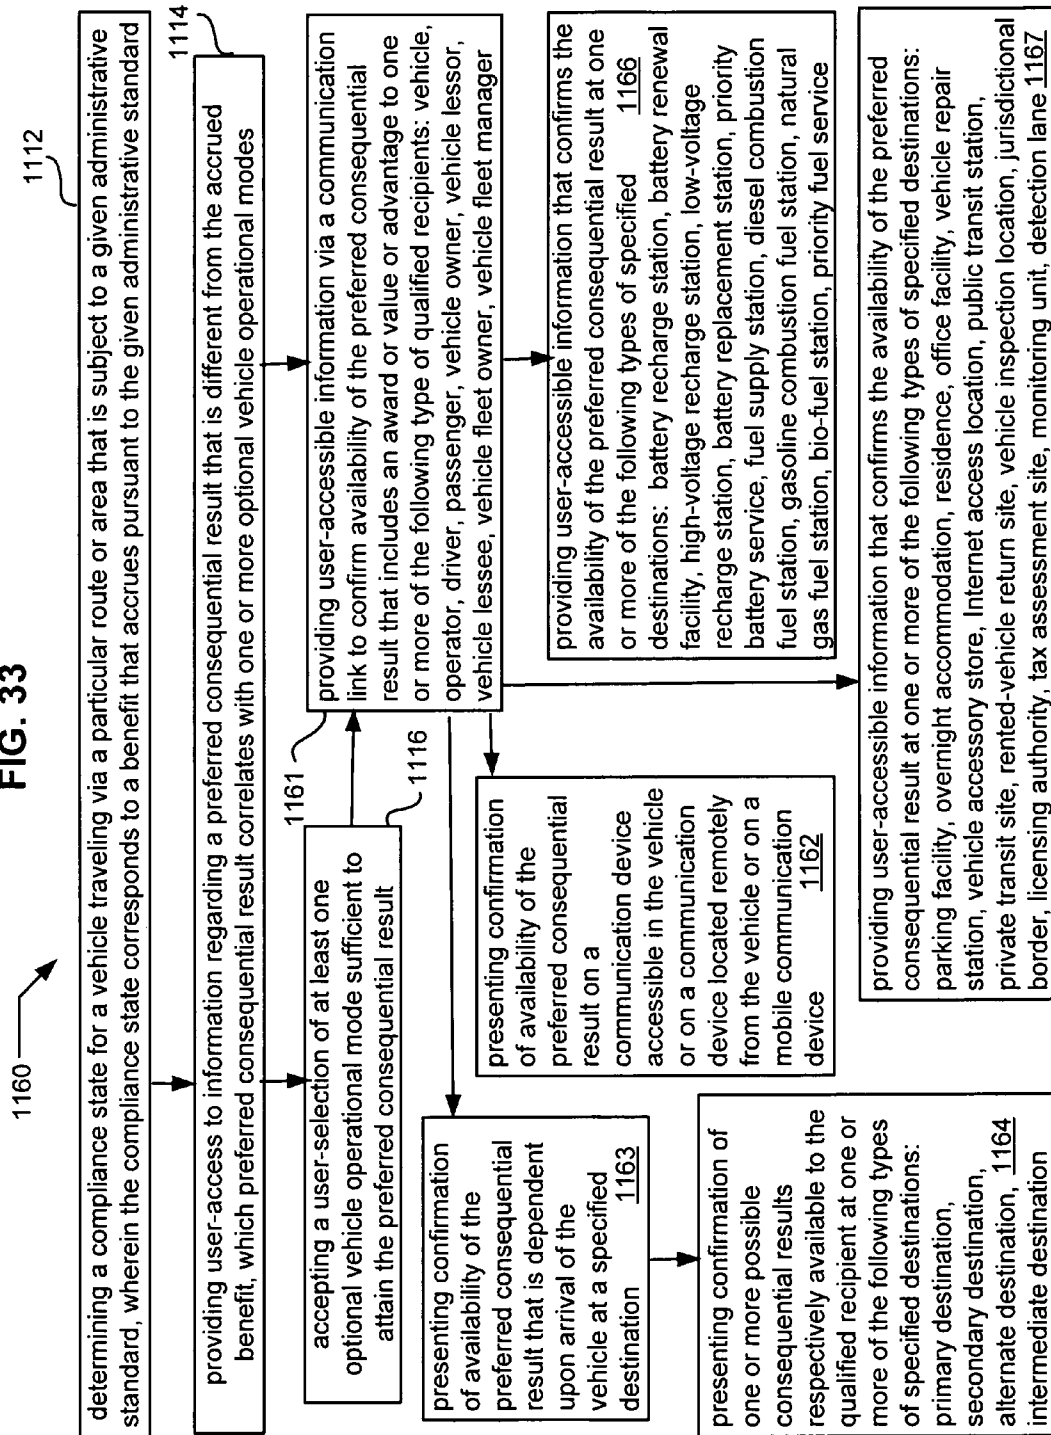 FIG. 33
1160
1112
determining a compliance state for a vehicle traveling via a particular route or area that is subject to a given administrative
standard, wherein the compliance state corresponds to a benefit that accrues pursuant to the given administrative standard
1114
providing user-access to information regarding a preferred consequential result that is different from the accrued
benefit, which preferred consequential result correlates with one or more optional vehicle operational modes
accepting a user-selection of at least one
optional vehicle operational mode sufficient to
attain the preferred consequential result
1116
1161
providing user-accessible information via a communication
link to confirm availability of the preferred consequential
result that includes an award or value or advantage to one
or more of the following type of qualified recipients: vehicle,
operator, driver, passenger, vehicle owner, vehicle lessor,
vehicle lessee, vehicle fleet owner, vehicle fleet manager
presenting confirmation
of availability of the
preferred consequential
result that is dependent
upon arrival of the
vehicle at a specified
destination 1163
presenting confirmation
of availability of the
preferred consequential
result on a
communication device
accessible in the vehicle
or on a communication
device located remotely
from the vehicle or on a
mobile communication
device 1162
providing user-accessible information that confirms the
availability of the preferred consequential result at one
or more of the following types of specified 1166
destinations: battery recharge station, battery renewal
facility, high-voltage recharge station, low-voltage
recharge station, battery replacement station, priority
battery service, fuel supply station, diesel combustion
fuel station, gasoline combustion fuel station, natural
gas fuel station, bio-fuel station, priority fuel service
presenting confirmation of
one or more possible
consequential results
respectively available to the
qualified recipient at one or
more of the following types
of specified destinations:
primary destination,
secondary destination,
alternate destination, 1164
intermediate destination
providing user-accessible information that confirms the availability of the preferred
consequential result at one or more of the following types of specified destinations:
parking facility, overnight accommodation, residence, office facility, vehicle repair
station, vehicle accessory store, Internet access location, public transit station,
private transit site, rented-vehicle return site, vehicle inspection location, jurisdictional
border, licensing authority, tax assessment site, monitoring unit, detection lane 1167